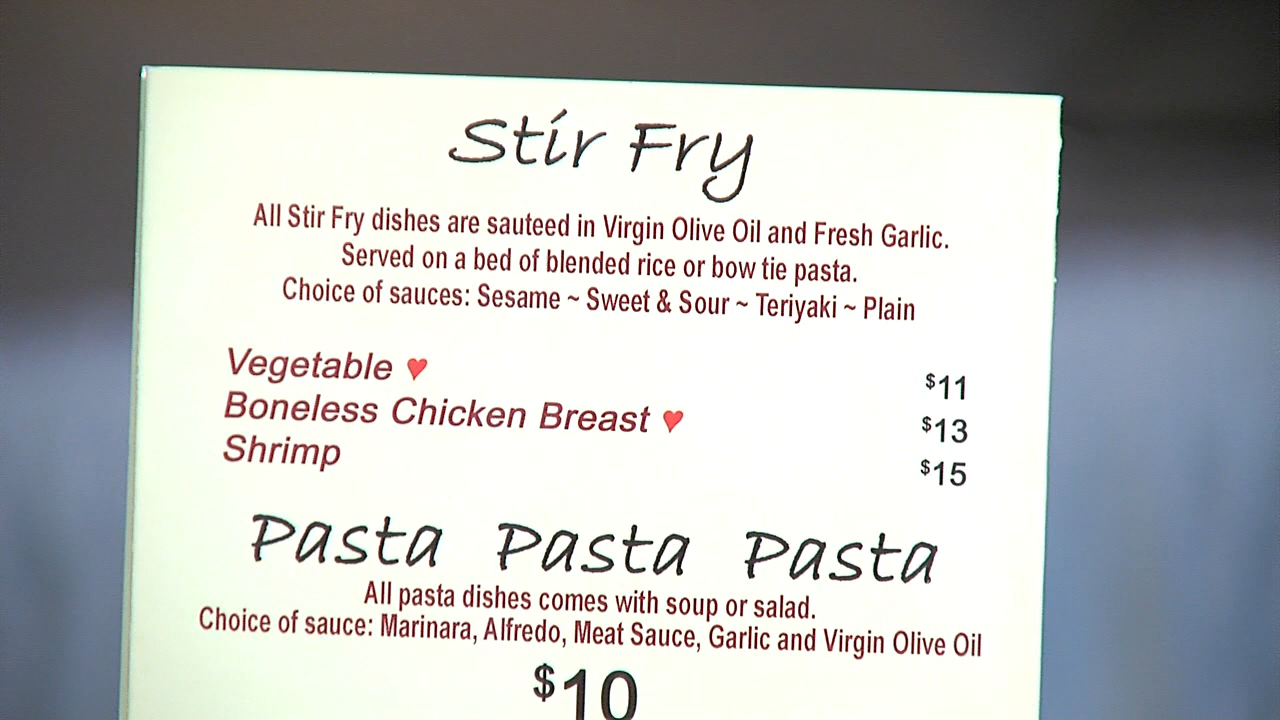 Stir Fry
All Stir Fry dishes are sauteed in Virgin Olive Oil and Fresh Garlic.
Served on a bed of blended rice or bow tie pasta.
Choice of sauces: Sesame ~ Sweet & Sour ~ Teriyaki ~ Plain
Vegetable ♥ $11
Boneless Chicken Breast ♥ $13
Shrimp $15
Pasta Pasta Pasta
All pasta dishes comes with soup or salad.
Choice of sauce: Marinara, Alfredo, Meat Sauce, Garlic and Virgin Olive Oil
$10